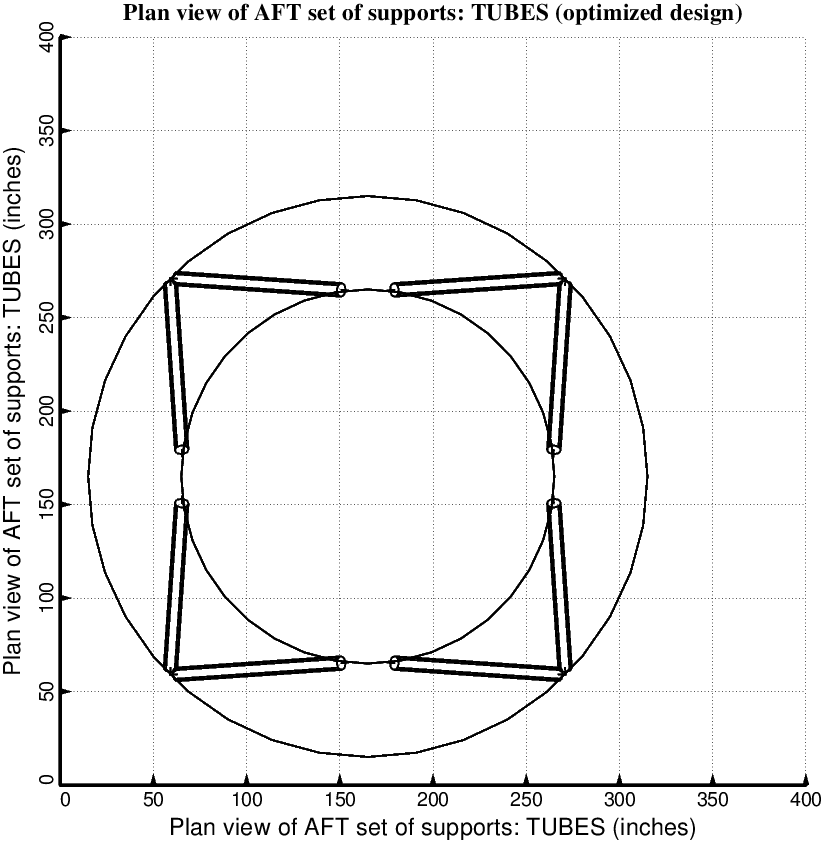 Plan view of AFT set of supports: TUBES (optimized design)
Plan view of AFT set of supports: TUBES (inches)
400
350
300
250
200
150
100
50
0
0 50 100 150 200 250 300 350 400
Plan view of AFT set of supports: TUBES (inches)